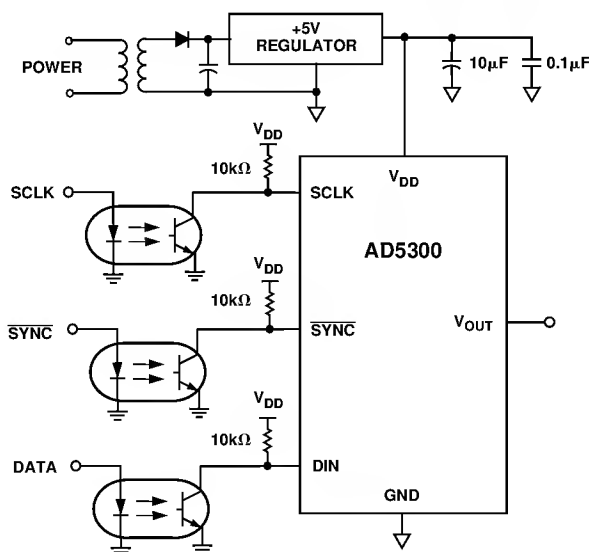 +5V
REGULATOR
POWER
10µF
0.1µF
VDD
10kΩ
SCLK
SCLK
VDD
AD5300
VDD
10kΩ
SYNC
SYNC
VOUT
VDD
10kΩ
DATA
DIN
GND